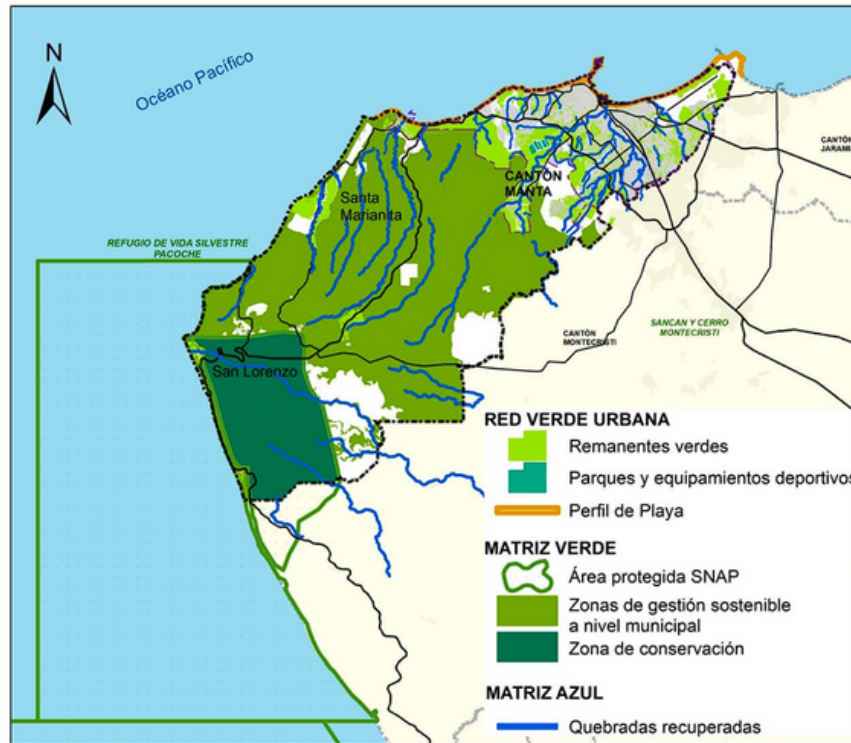 N
Océano Pacífico
CANTÓN
JARAMI
CANTÓN
MANTA
Santa
Marianita
REFUGIO DE VIDA SILVESTRE
PACOCHE
SANCAN Y CERRO
MONTECRISTI
CANTÓN
MONTECRISTI
San Lorenzo
RED VERDE URBANA
Remanentes verdes
Parques y equipamientos deportivos
Perfil de Playa
MATRIZ VERDE
Área protegida SNAP
Zonas de gestión sostenible
a nivel municipal
Zona de conservación
MATRIZ AZUL
Quebradas recuperadas